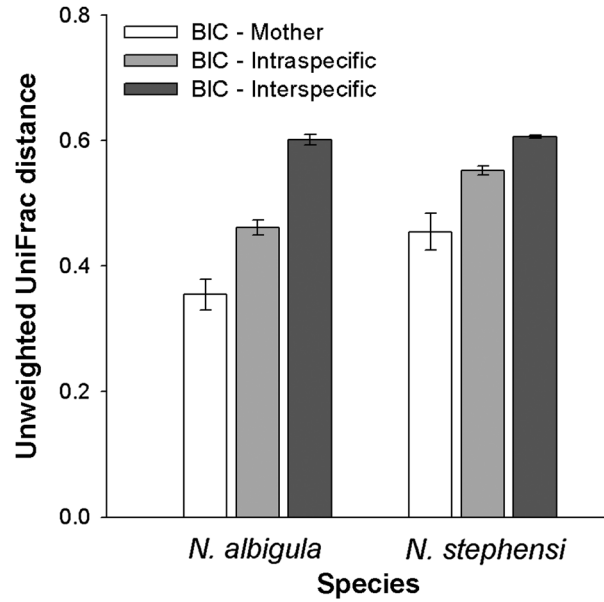 0.8
BIC - Mother
BIC - Intraspecific
BIC - Interspecific
0.6
0.4
0.2
0.0
Unweighted UniFrac distance
N. albigula N. stephensi
Species